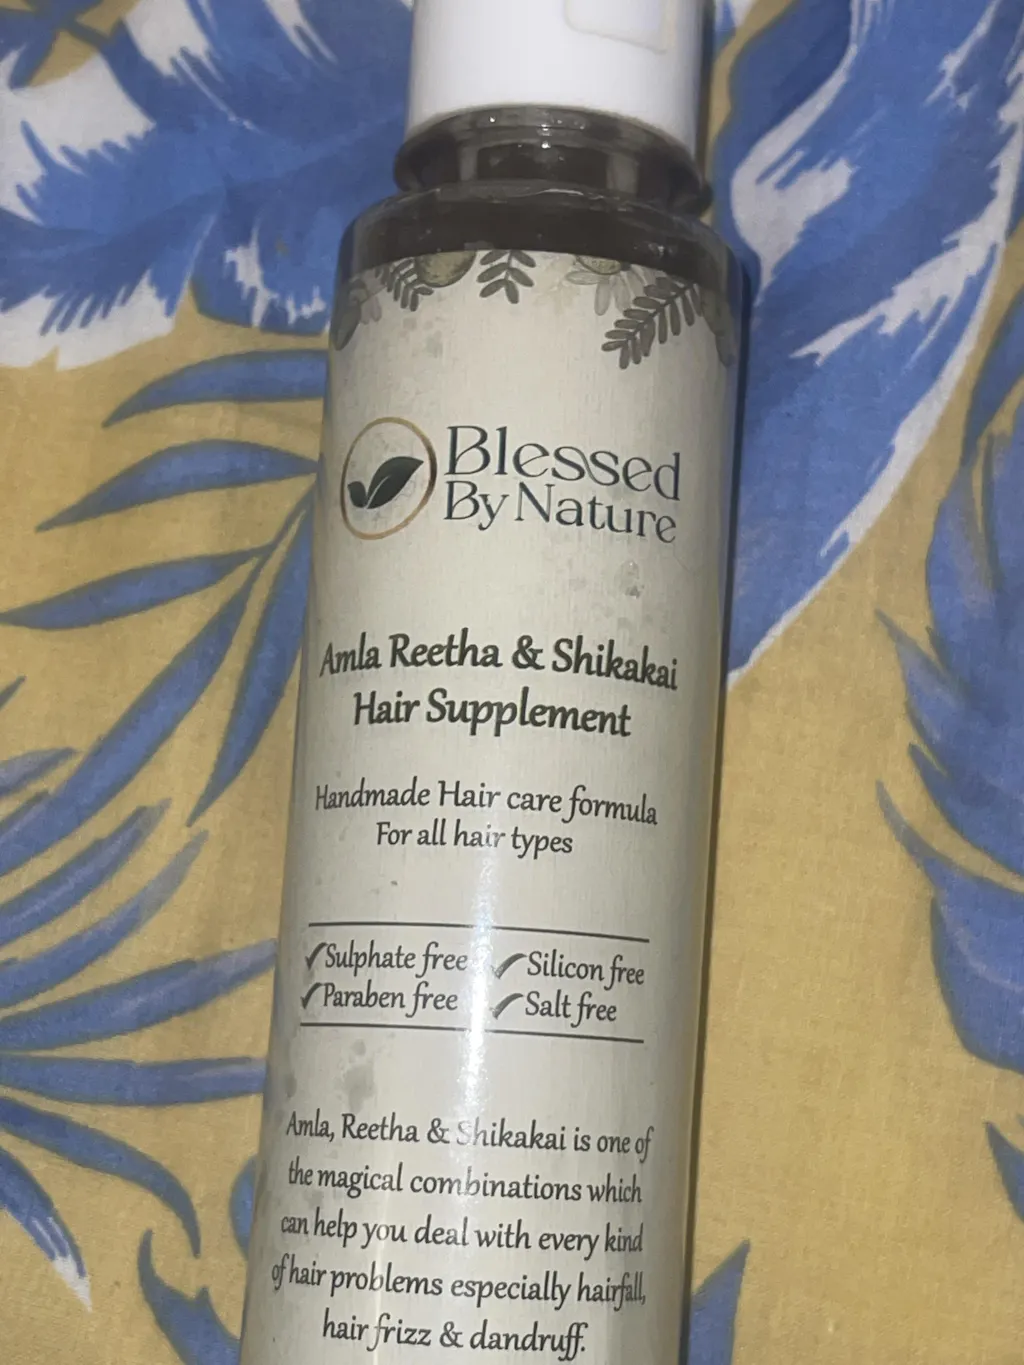 Blessed
By Nature
Amla Reetha & Shikakai
Hair Supplement
Handmade Hair care formula
For all hair types
✓Sulphate free ✓Silicon free
✓Paraben free ✓Salt free
Amla, Reetha & Shikakai is one of
the magical combinations which
can help you deal with every kind
of hair problems especially hairfall,
hair frizz & dandruff.